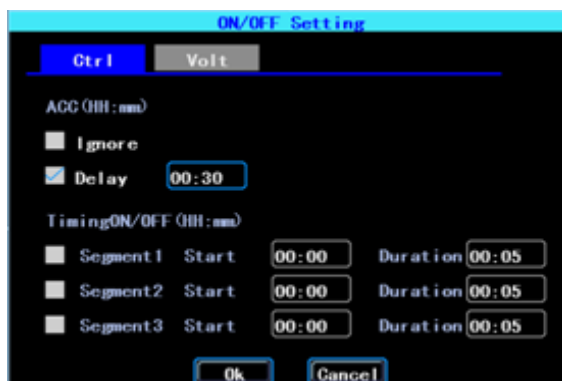 ON/OFF Setting
Ctrl Volt
ACC(HH:mm)
Ignore
Delay 00:30
TimingON/OFF(HH:mm)
Segment1 Start 00:00 Duration 00:05
Segment2 Start 00:00 Duration 00:05
Segment3 Start 00:00 Duration 00:05
Ok Cancel